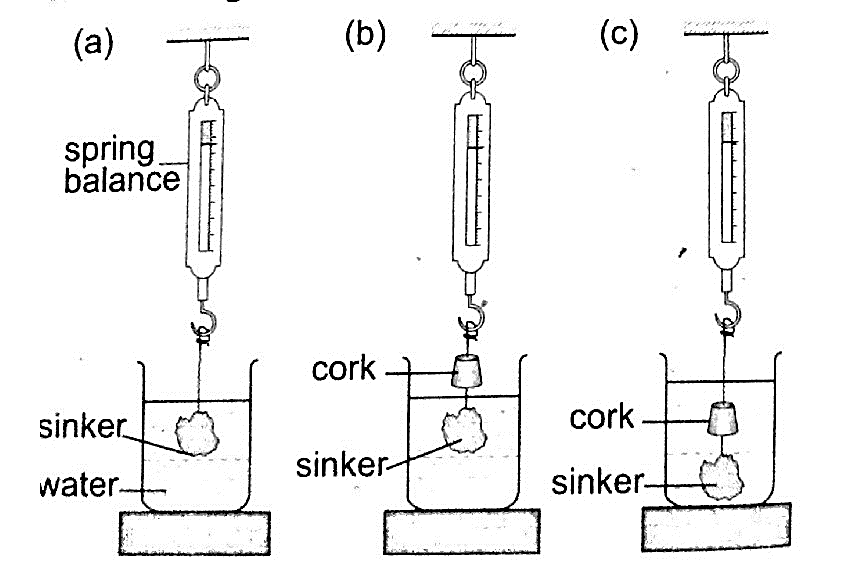 (a)
(b)
(c)
spring
balance
cork
sinker
water
sinker
cork
sinker